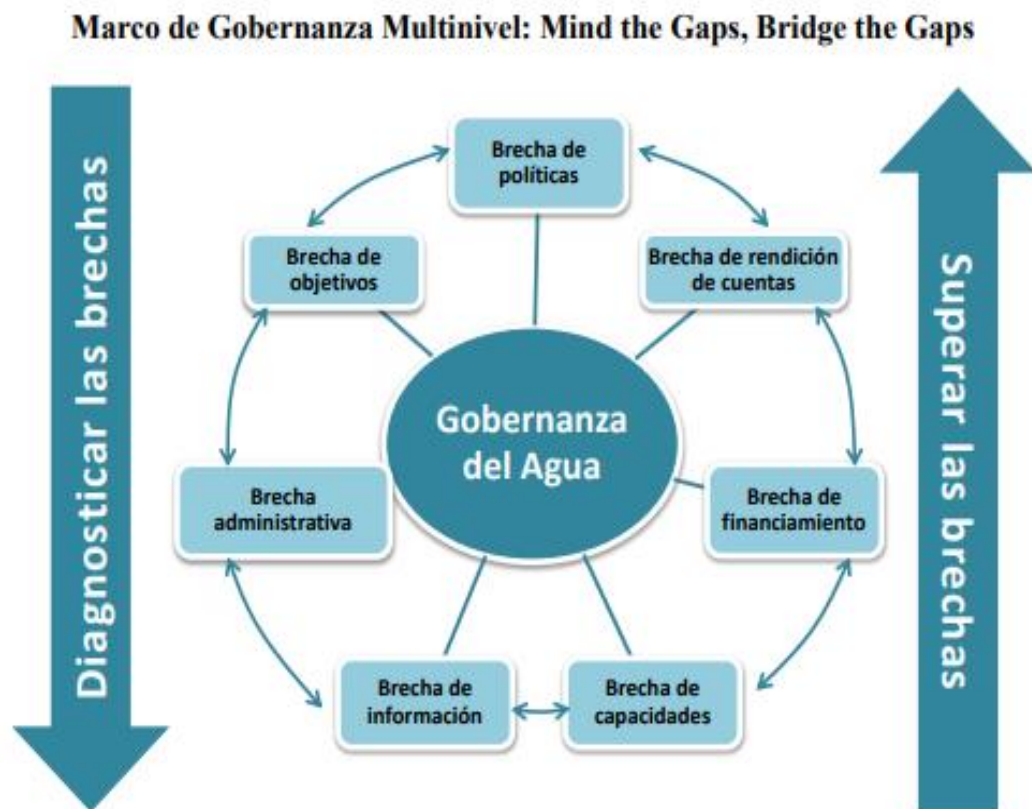 Marco de Gobernanza Multinivel: Mind the Gaps, Bridge the Gaps
Diagnosticar las brechas
Superar las brechas
Brecha de
políticas
Brecha de
objetivos
Brecha de rendición
de cuentas
Gobernanza
del Agua
Brecha
administrativa
Brecha de
financiamiento
Brecha de
información
Brecha de
capacidades